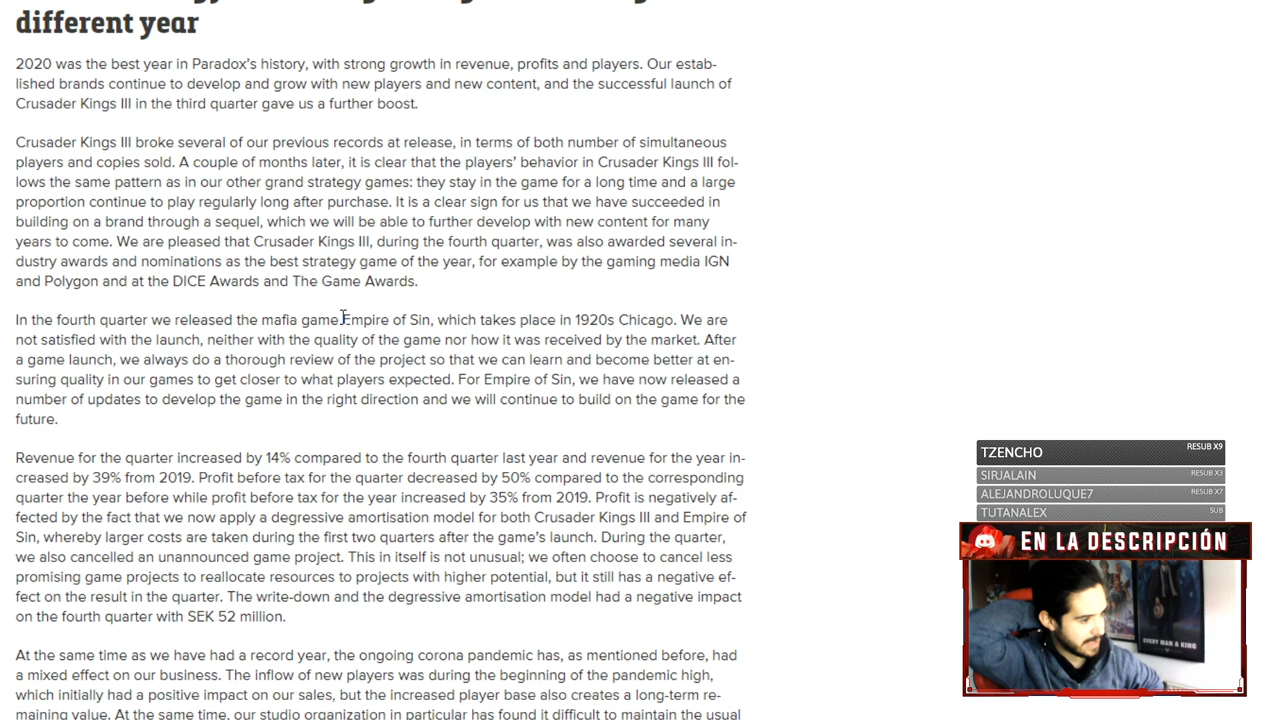 different year
2020 was the best year in Paradox's history, with strong growth in revenue, profits and players. Our estab-
lished brands continue to develop and grow with new players and new content, and the successful launch of
Crusader Kings III in the third quarter gave us a further boost.
Crusader Kings III broke several of our previous records at release, in terms of both number of simultaneous
players and copies sold. A couple of months later, it is clear that the players' behavior in Crusader Kings III fol-
lows the same pattern as in our other grand strategy games: they stay in the game for a long time and a large
proportion continue to play regularly long after purchase. It is a clear sign for us that we have succeeded in
building on a brand through a sequel, which we will be able to further develop with new content for many
years to come. We are pleased that Crusader Kings III, during the fourth quarter, was also awarded several in-
dustry awards and nominations as the best strategy game of the year, for example by the gaming media IGN
and Polygon and at the DICE Awards and The Game Awards.
In the fourth quarter we released the mafia game Empire of Sin, which takes place in 1920s Chicago. We are
not satisfied with the launch, neither with the quality of the game nor how it was received by the market. After
a game launch, we always do a thorough review of the project so that we can learn and become better at en-
suring quality in our games to get closer to what players expected. For Empire of Sin, we have now released a
number of updates to develop the game in the right direction and we will continue to build on the game for the
future.
Revenue for the quarter increased by 14% compared to the fourth quarter last year and revenue for the year in-
creased by 39% from 2019. Profit before tax for the quarter decreased by 50% compared to the corresponding
quarter the year before while profit before tax for the year increased by 35% from 2019. Profit is negatively af-
fected by the fact that we now apply a degressive amortisation model for both Crusader Kings III and Empire of
Sin, whereby larger costs are taken during the first two quarters after the game's launch. During the quarter,
we also cancelled an unannounced game project. This in itself is not unusual; we often choose to cancel less
promising game projects to reallocate resources to projects with higher potential, but it still has a negative ef-
fect on the result in the quarter. The write-down and the degressive amortisation model had a negative impact
on the fourth quarter with SEK 52 million.
At the same time as we have had a record year, the ongoing corona pandemic has, as mentioned before, had
a mixed effect on our business. The inflow of new players was during the beginning of the pandemic high,
which initially had a positive impact on our sales, but the increased player base also creates a long-term re-
maining value. At the same time, our studio organization in particular has found it difficult to maintain the usual
TZENCHO RESUB X9
SIRJALAIN RESUB X3
ALEJANDROLUQUE7 RESUB X7
TUTANALEX SUB
EN LA DESCRIPCIÓN
EVERY MAN A KING